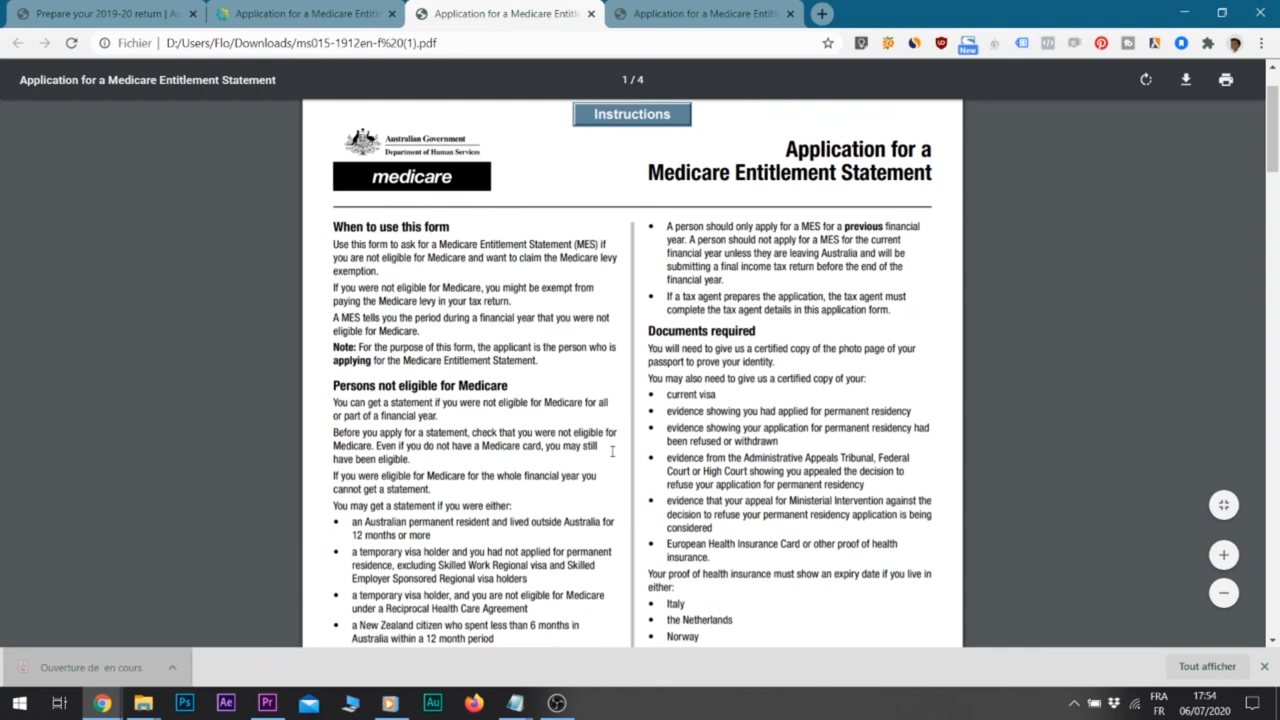 Prepare your 2019-20 return | Au
Application for a Medicare Entitle
Application for a Medicare Entitle
Application for a Medicare Entitle
Fichier | D:/Users/Flo/Downloads/ms015-1912en-f%20(1).pdf
New
Application for a Medicare Entitlement Statement
1 / 4
Instructions
Australian Government
Department of Human Services
medicare
Application for a
Medicare Entitlement Statement
When to use this form
Use this form to ask for a Medicare Entitlement Statement (MES) if
you are not eligible for Medicare and want to claim the Medicare levy
exemption.
If you were not eligible for Medicare, you might be exempt from
paying the Medicare levy in your tax return.
A MES tells you the period during a financial year that you were not
eligible for Medicare.
Note: For the purpose of this form, the applicant is the person who is
applying for the Medicare Entitlement Statement.
Persons not eligible for Medicare
You can get a statement if you were not eligible for Medicare for all
or part of a financial year.
Before you apply for a statement, check that you were not eligible for
Medicare. Even if you do not have a Medicare card, you may still
have been eligible.
If you were eligible for Medicare for the whole financial year you
cannot get a statement.
You may get a statement if you were either:
• an Australian permanent resident and lived outside Australia for
12 months or more
• a temporary visa holder and you had not applied for permanent
residence, excluding Skilled Work Regional visa and Skilled
Employer Sponsored Regional visa holders
• a temporary visa holder, and you are not eligible for Medicare
under a Reciprocal Health Care Agreement
• a New Zealand citizen who spent less than 6 months in
Australia within a 12 month period
• A person should only apply for a MES for a previous financial
year. A person should not apply for a MES for the current
financial year unless they are leaving Australia and will be
submitting a final income tax return before the end of the
financial year.
• If a tax agent prepares the application, the tax agent must
complete the tax agent details in this application form.
Documents required
You will need to give us a certified copy of the photo page of your
passport to prove your identity.
You may also need to give us a certified copy of your:
• current visa
• evidence showing you had applied for permanent residency
• evidence showing your application for permanent residency had
been refused or withdrawn
• evidence from the Administrative Appeals Tribunal, Federal
Court or High Court showing you appealed the decision to
refuse your application for permanent residency
• evidence that your appeal for Ministerial Intervention against the
decision to refuse your permanent residency application is being
considered
• European Health Insurance Card or other proof of health
insurance.
Your proof of health insurance must show an expiry date if you live in
either:
• Italy
• the Netherlands
• Norway
Ouverture de en cours
Tout afficher
Ps
Ae
Pr
Au
FRA
FR
17:54
06/07/2020